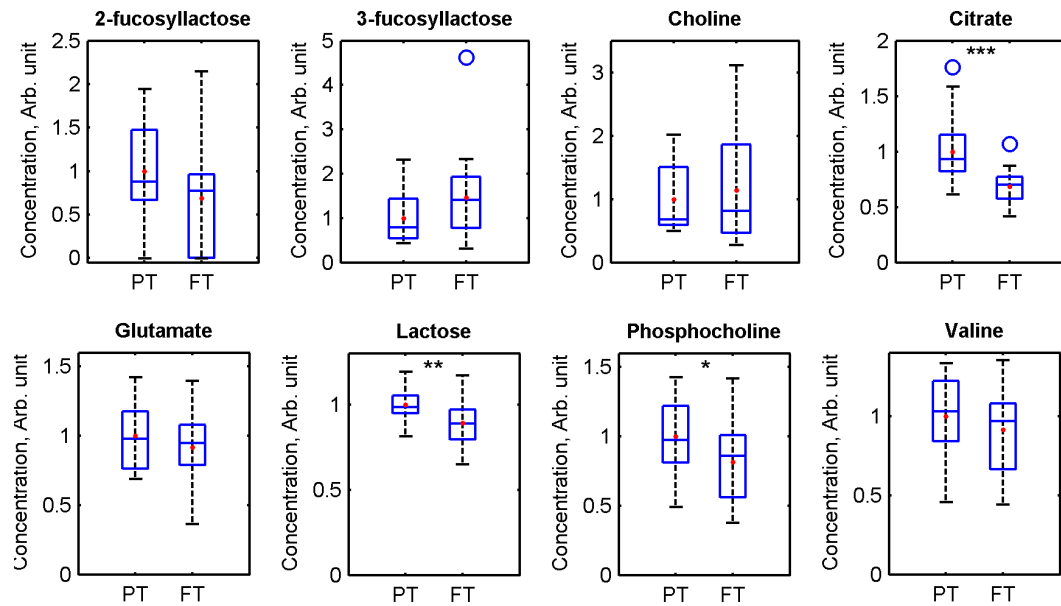 2-fucosyllactose
3-fucosyllactose
Choline
Citrate
Concentration, Arb. unit
2.5
2
1.5
1
0.5
0
PT FT
Concentration, Arb. unit
5
4
3
2
1
0
PT FT
Concentration, Arb. unit
3
2
1
0
PT FT
Concentration, Arb. unit
2
1.5
1
0.5
0
***
PT FT
Glutamate
Lactose
Phosphocholine
Valine
Concentration, Arb. unit
1.5
1
0.5
0
PT FT
Concentration, Arb. unit
1
0.5
0
**
PT FT
Concentration, Arb. unit
1.5
1
0.5
0
*
PT FT
Concentration, Arb. unit
1
0.5
0
PT FT